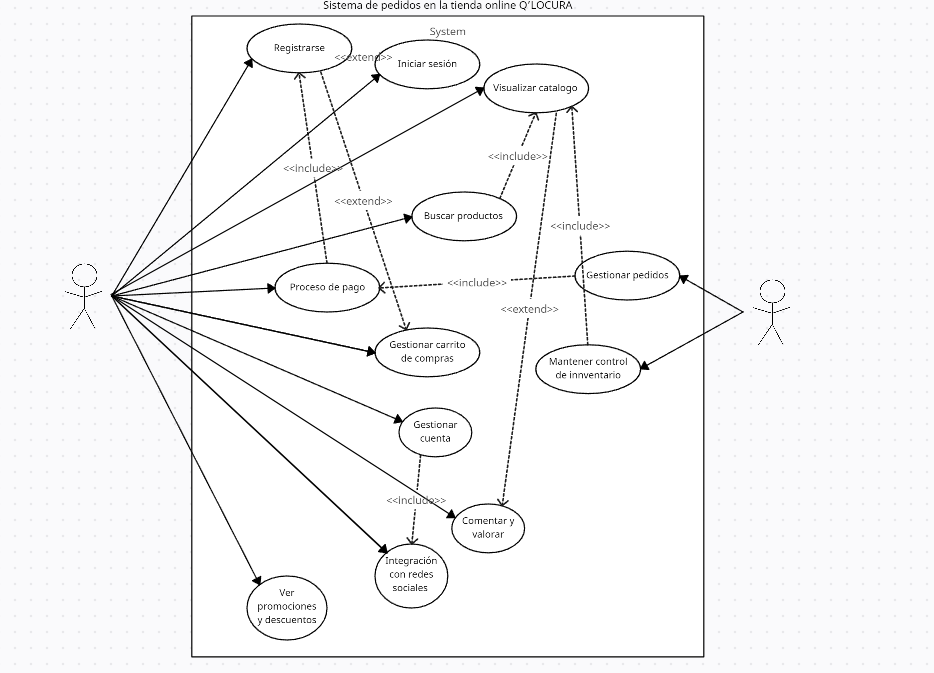 Sistema de pedidos en la tienda online Q'LOCURA
System
Registrarse
<<extend>>
Iniciar sesión
Visualizar catalogo
<<include>>
<<include>>
<<extend>>
Buscar productos
<<include>>
Proceso de pago
<<include>>
Gestionar pedidos
<<extend>>
Gestionar carrito
de compras
Mantener control
de innventario
Gestionar
cuenta
<<include>>
Comentar y
valorar
Integración
con redes
sociales
Ver
promociones
y descuentos